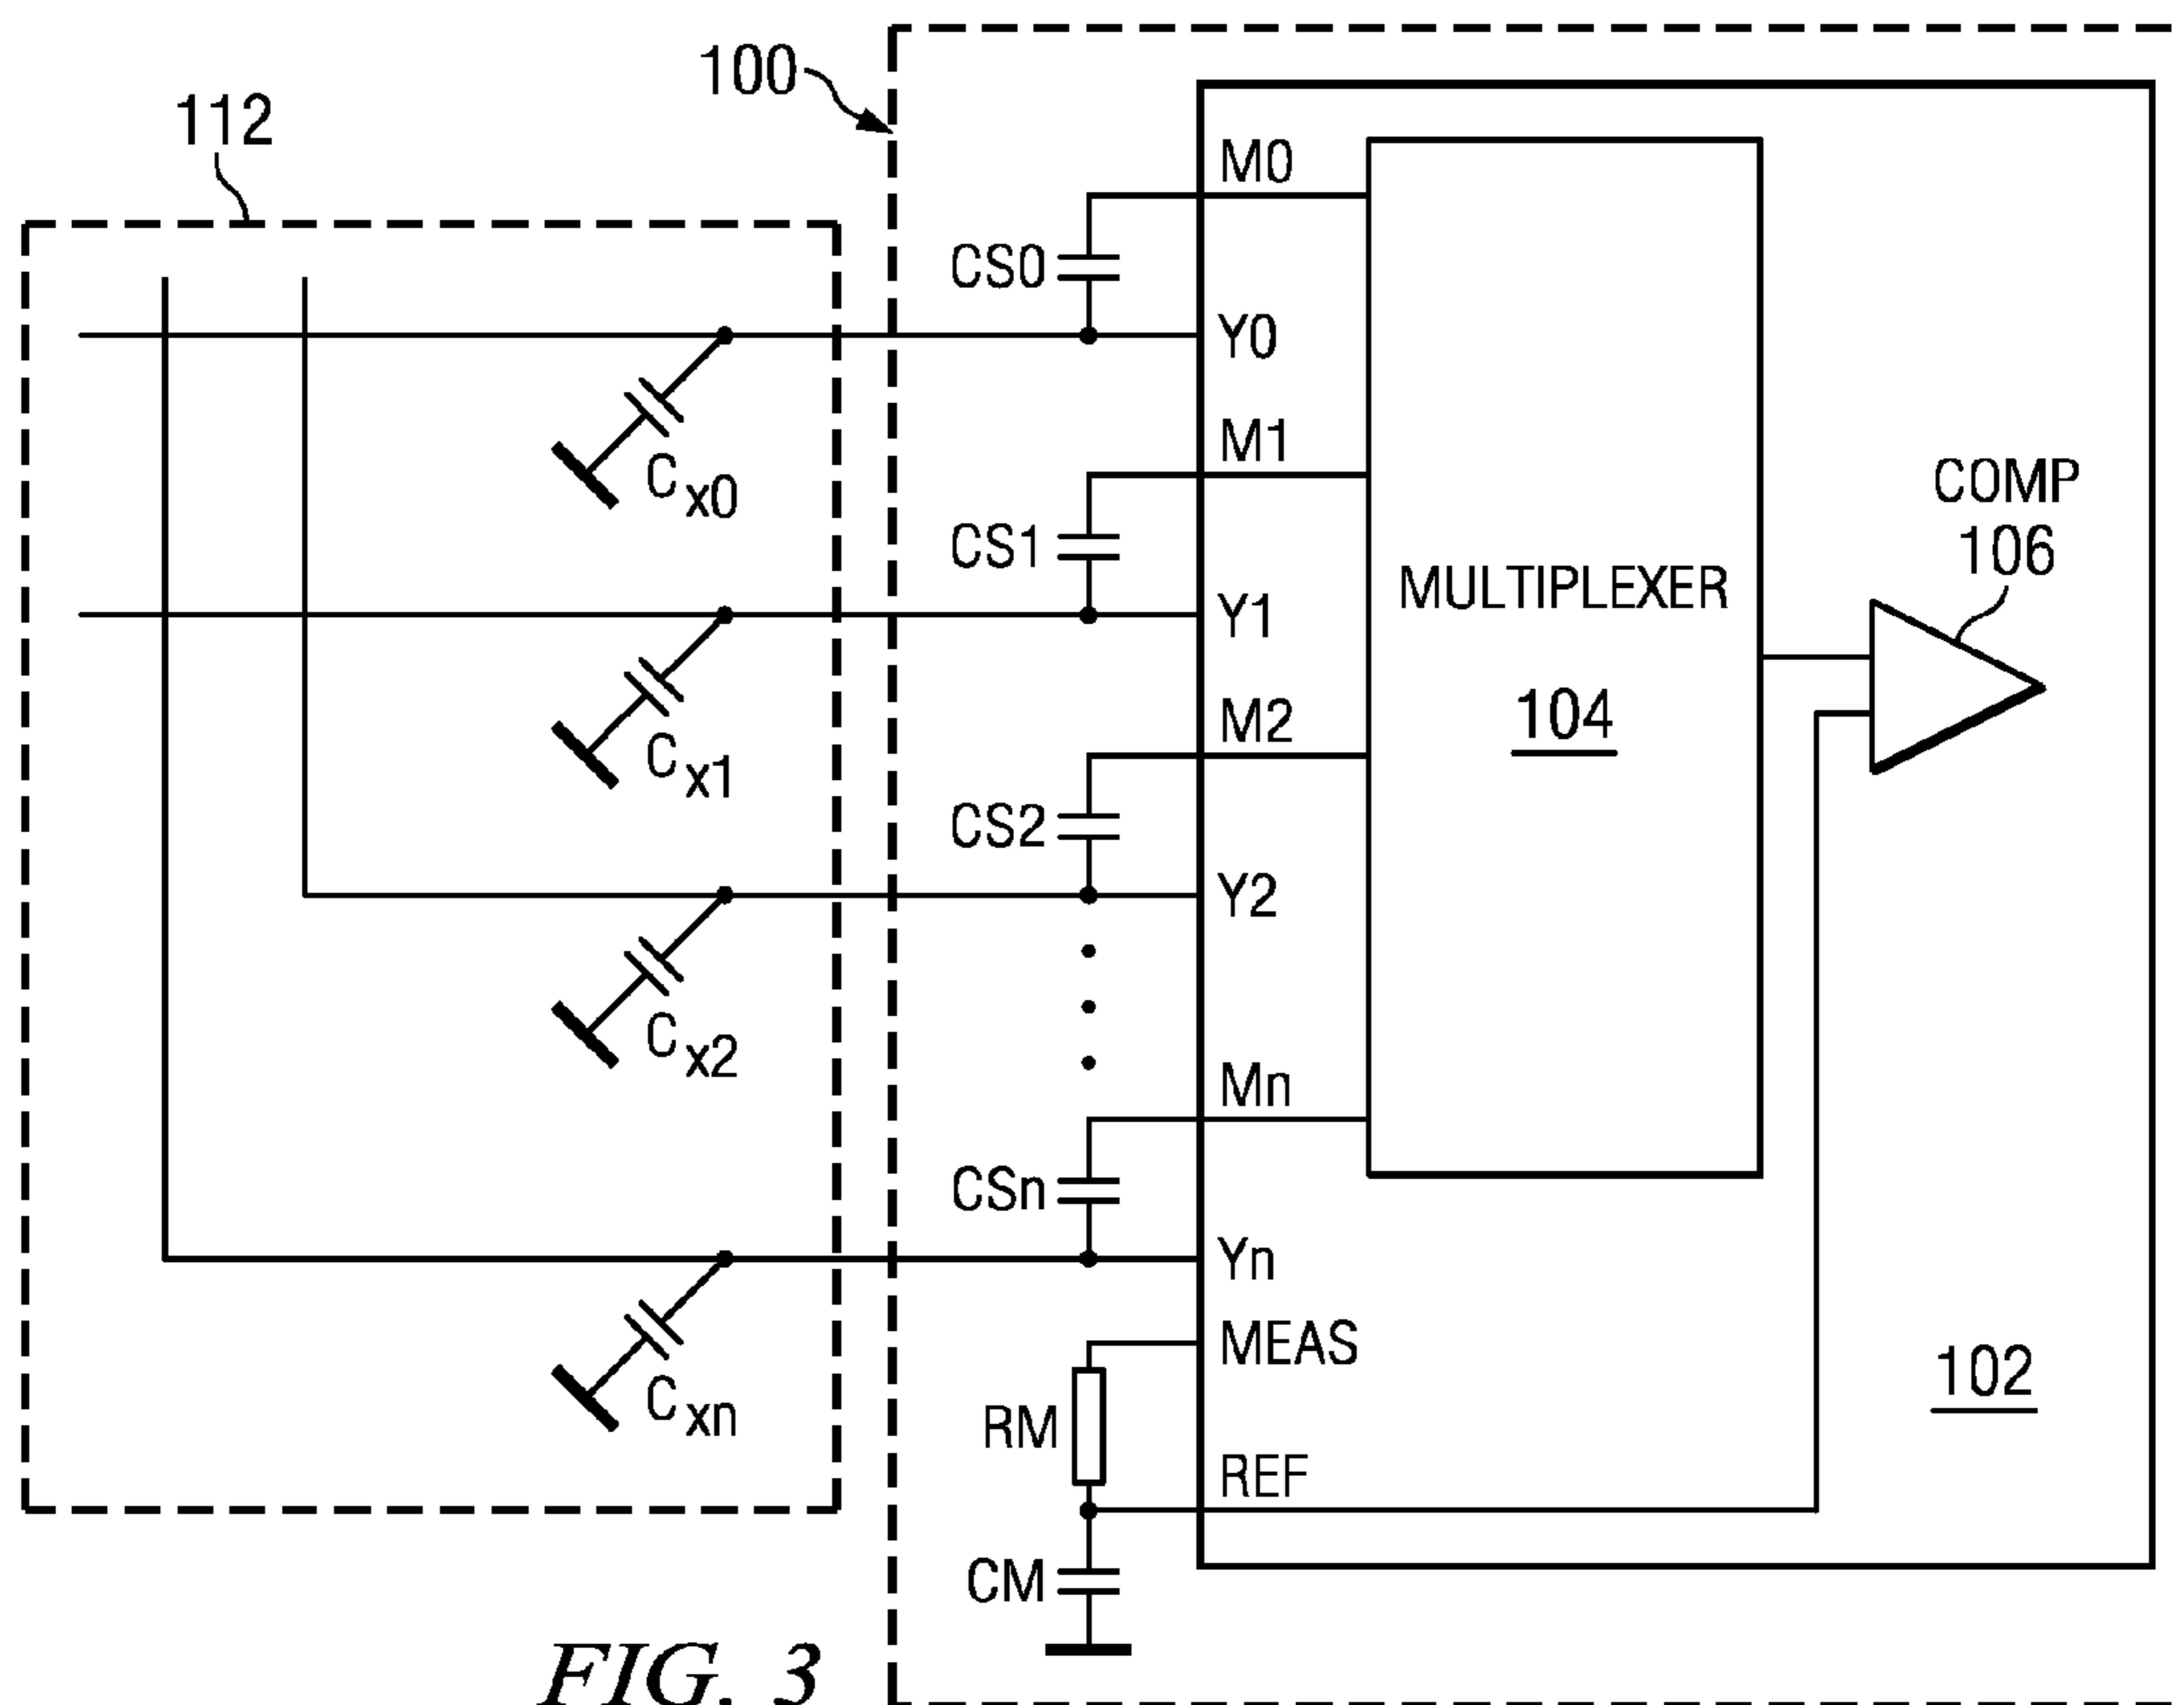 100
112
M0
CS0
Y0
Cx0
M1
CS1
Y1
Cx1
COMP
106
MULTIPLEXER
104
M2
CS2
Y2
Cx2
Mn
CSn
Yn
Cxn
MEAS
RM
102
REF
CM
FIG. 3